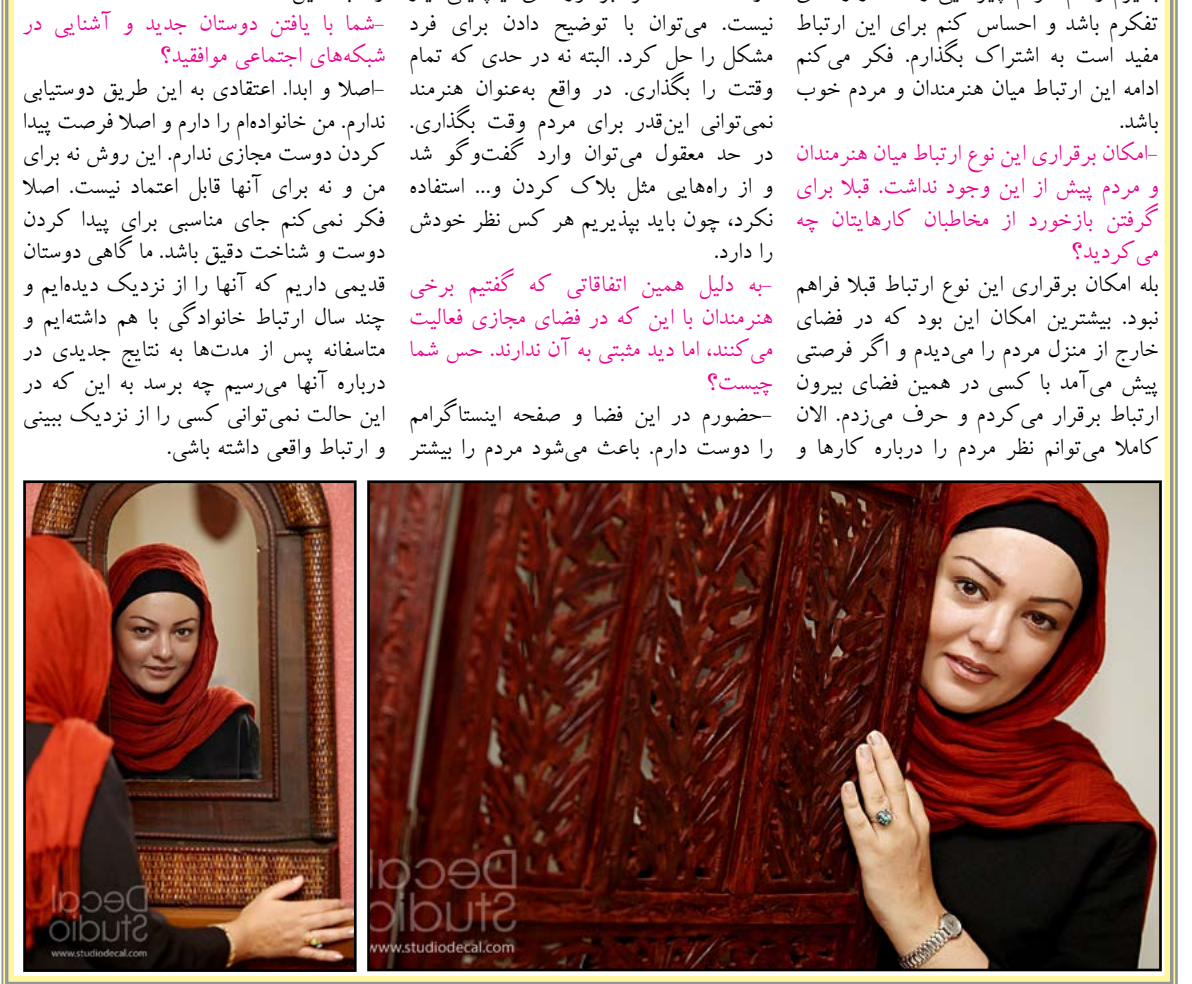 تفکرم باشد و احساس کنم برای این ارتباط
مفید است به اشتراک بگذارم. فکر می‌کنم
ادامه این ارتباط میان هنرمندان و مردم خوب
باشد.
-امکان برقراری این نوع ارتباط میان هنرمندان
و مردم پیش از این وجود نداشت. قبلا برای
گرفتن بازخورد از مخاطبان کارهایتان چه
می‌کردید؟
بله امکان برقراری این نوع ارتباط قبلا فراهم
نبود. بیشترین امکان این بود که در فضای
خارج از منزل مردم را می‌دیدم و اگر فرصتی
پیش می‌آمد با کسی در همین فضای بیرون
ارتباط برقرار می‌کردم و حرف می‌زدم. الان
کاملا می‌توانم نظر مردم را درباره کارها و
نیست. می‌توان با توضیح دادن برای فرد
مشکل را حل کرد. البته نه در حدی که تمام
وقتت را بگذاری. در واقع به‌عنوان هنرمند
نمی‌توانی این‌قدر برای مردم وقت بگذاری.
در حد معقول می‌توان وارد گفت‌وگو شد
و از راه‌هایی مثل بلاک کردن و... استفاده
نکرد، چون باید بپذیریم هر کس نظر خودش
را دارد.
-به دلیل همین اتفاقاتی که گفتیم برخی
هنرمندان با این که در فضای مجازی فعالیت
می‌کنند، اما دید مثبتی به آن ندارند. حس شما
چیست؟
-حضورم در این فضا و صفحه اینستاگرامم
را دوست دارم. باعث می‌شود مردم را بیشتر
-شما با یافتن دوستان جدید و آشنایی در
شبکه‌های اجتماعی موافقید؟
-اصلا و ابدا. اعتقادی به این طریق دوستیابی
ندارم. من خانواده‌ام را دارم و اصلا فرصت پیدا
کردن دوست مجازی ندارم. این روش نه برای
من و نه برای آنها قابل اعتماد نیست. اصلا
فکر نمی‌کنم جای مناسبی برای پیدا کردن
دوست و شناخت دقیق باشد. ما گاهی دوستان
قدیمی داریم که آنها را از نزدیک دیده‌ایم و
چند سال ارتباط خانوادگی با هم داشته‌ایم و
متاسفانه پس از مدت‌ها به نتایج جدیدی در
درباره آنها می‌رسیم چه برسد به این که در
این حالت نمی‌توانی کسی را از نزدیک ببینی
و ارتباط واقعی داشته باشی.
Decal
Studio
www.studiodecal.com
Decal
Studio
www.studiodecal.com